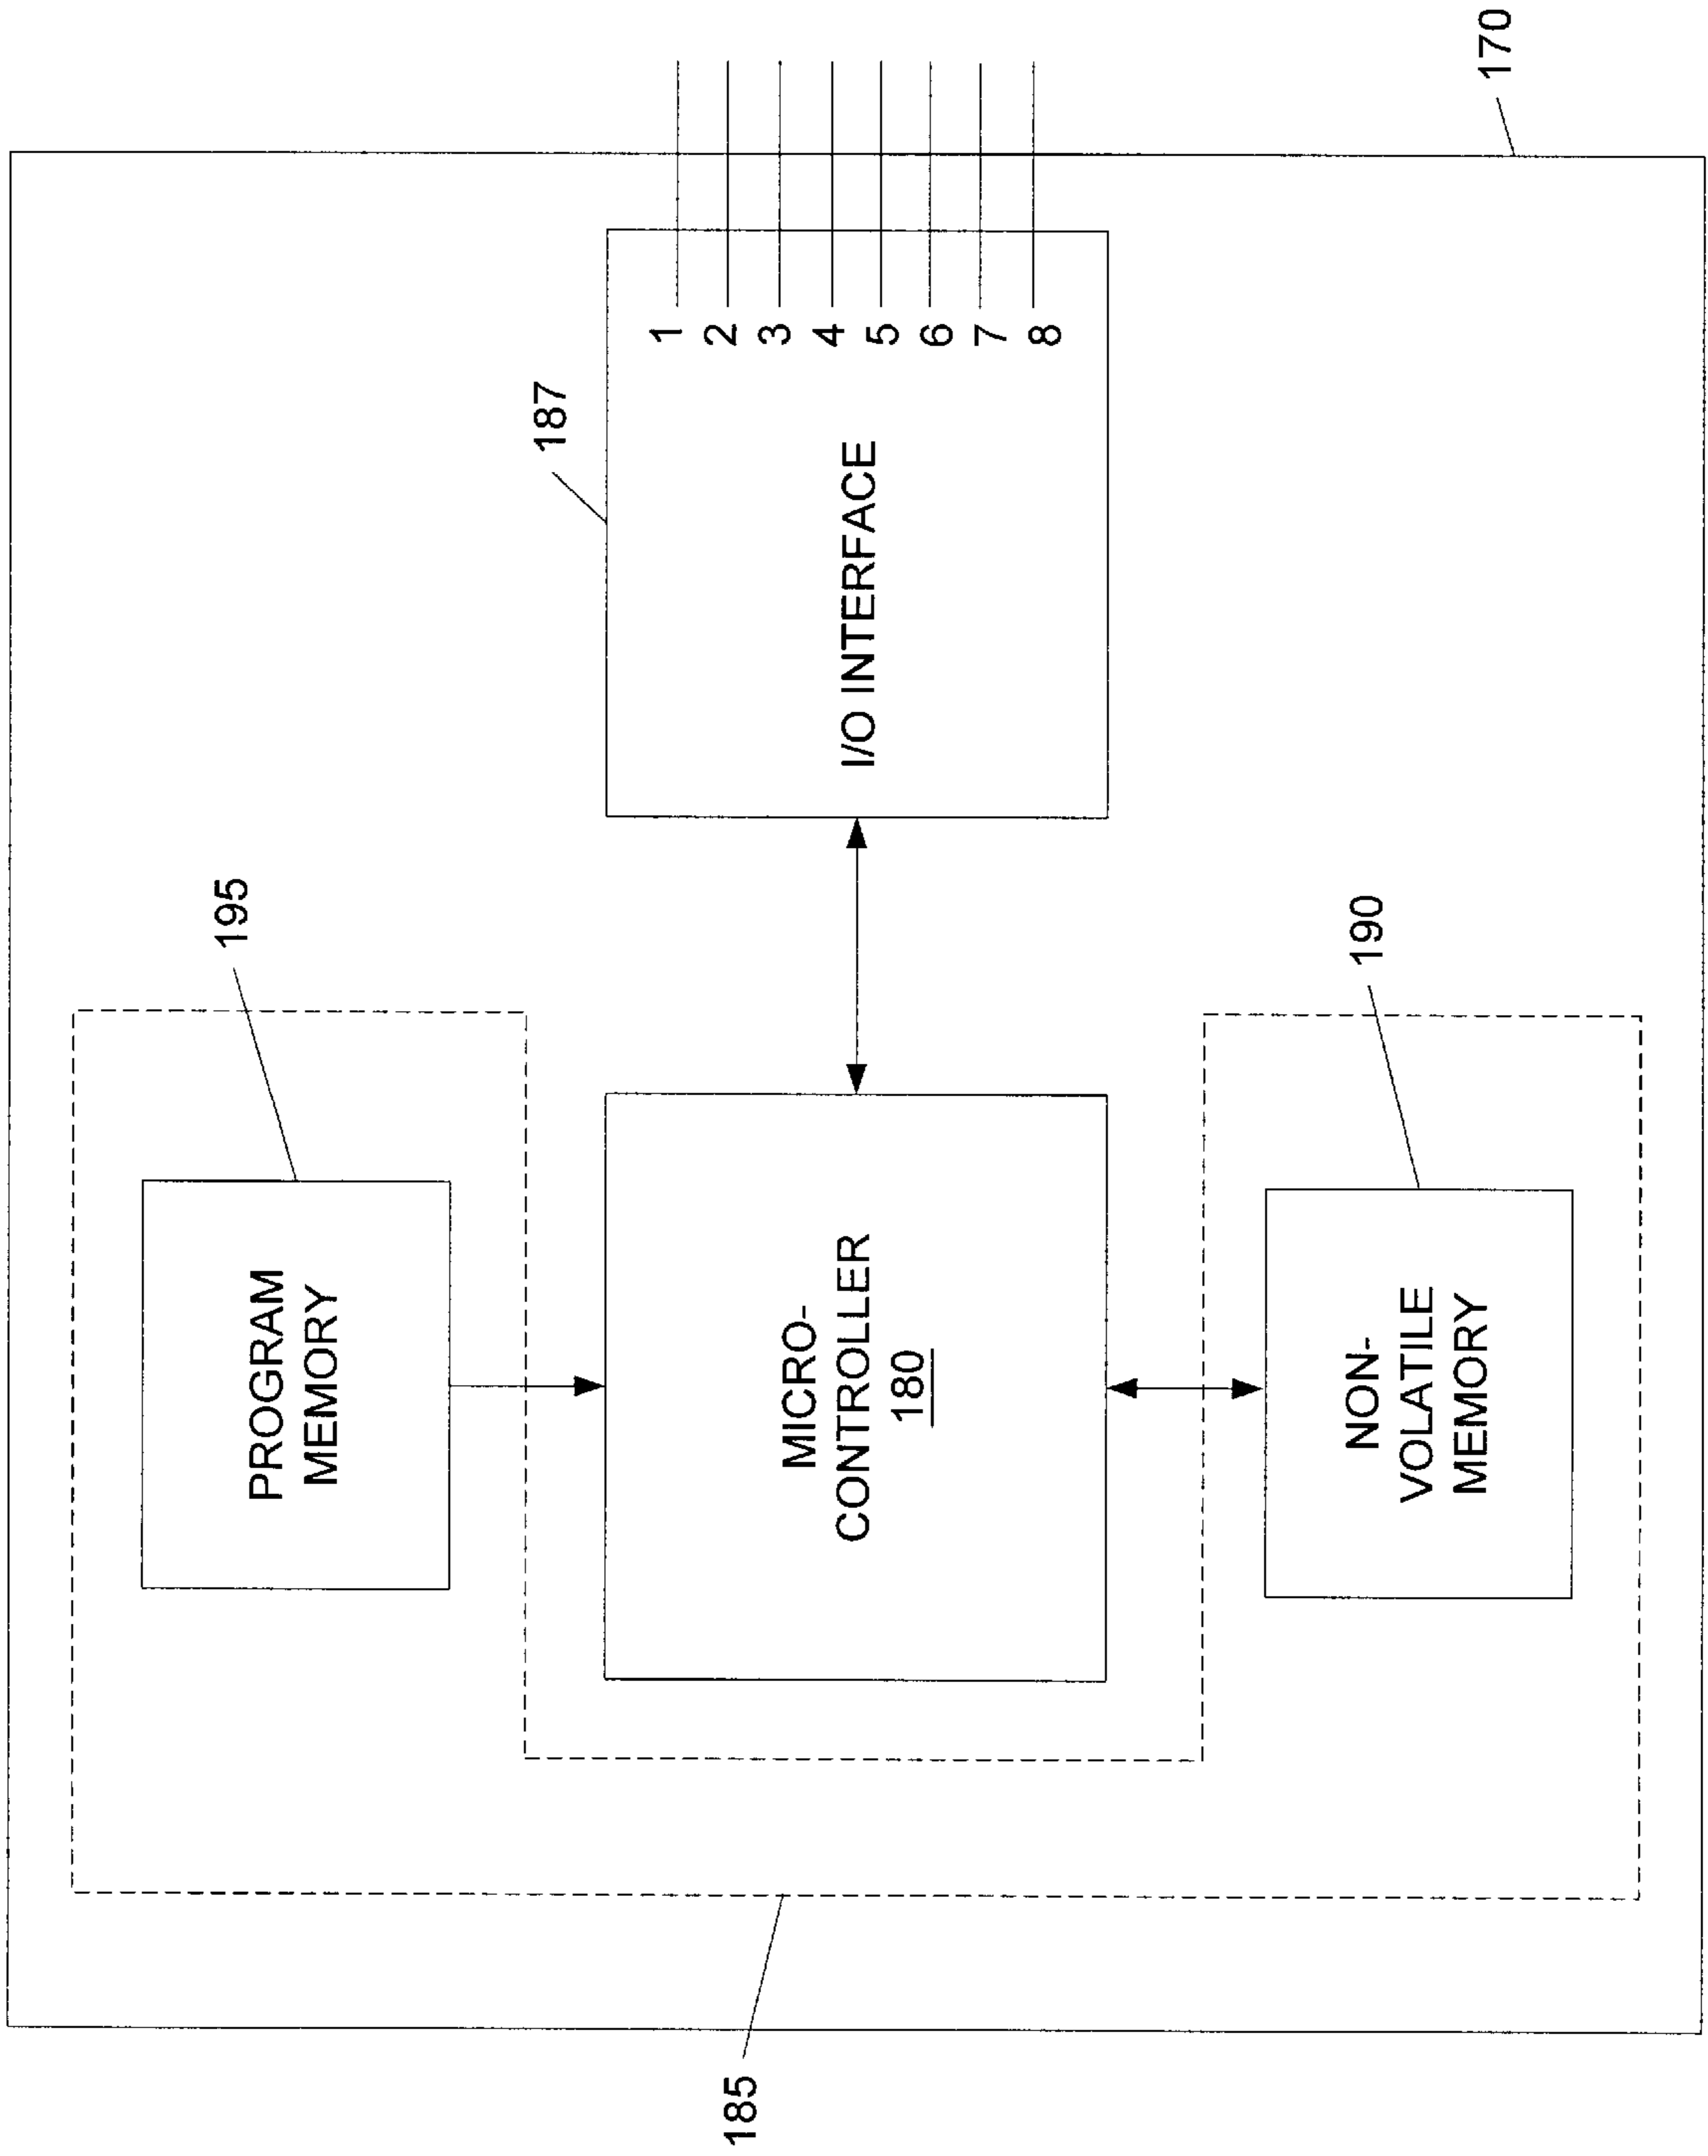 170
187
1
2
3
4
5
6
7
8
I/O INTERFACE
195
PROGRAM
MEMORY
MICRO-
CONTROLLER
180
190
NON-
VOLATILE
MEMORY
185